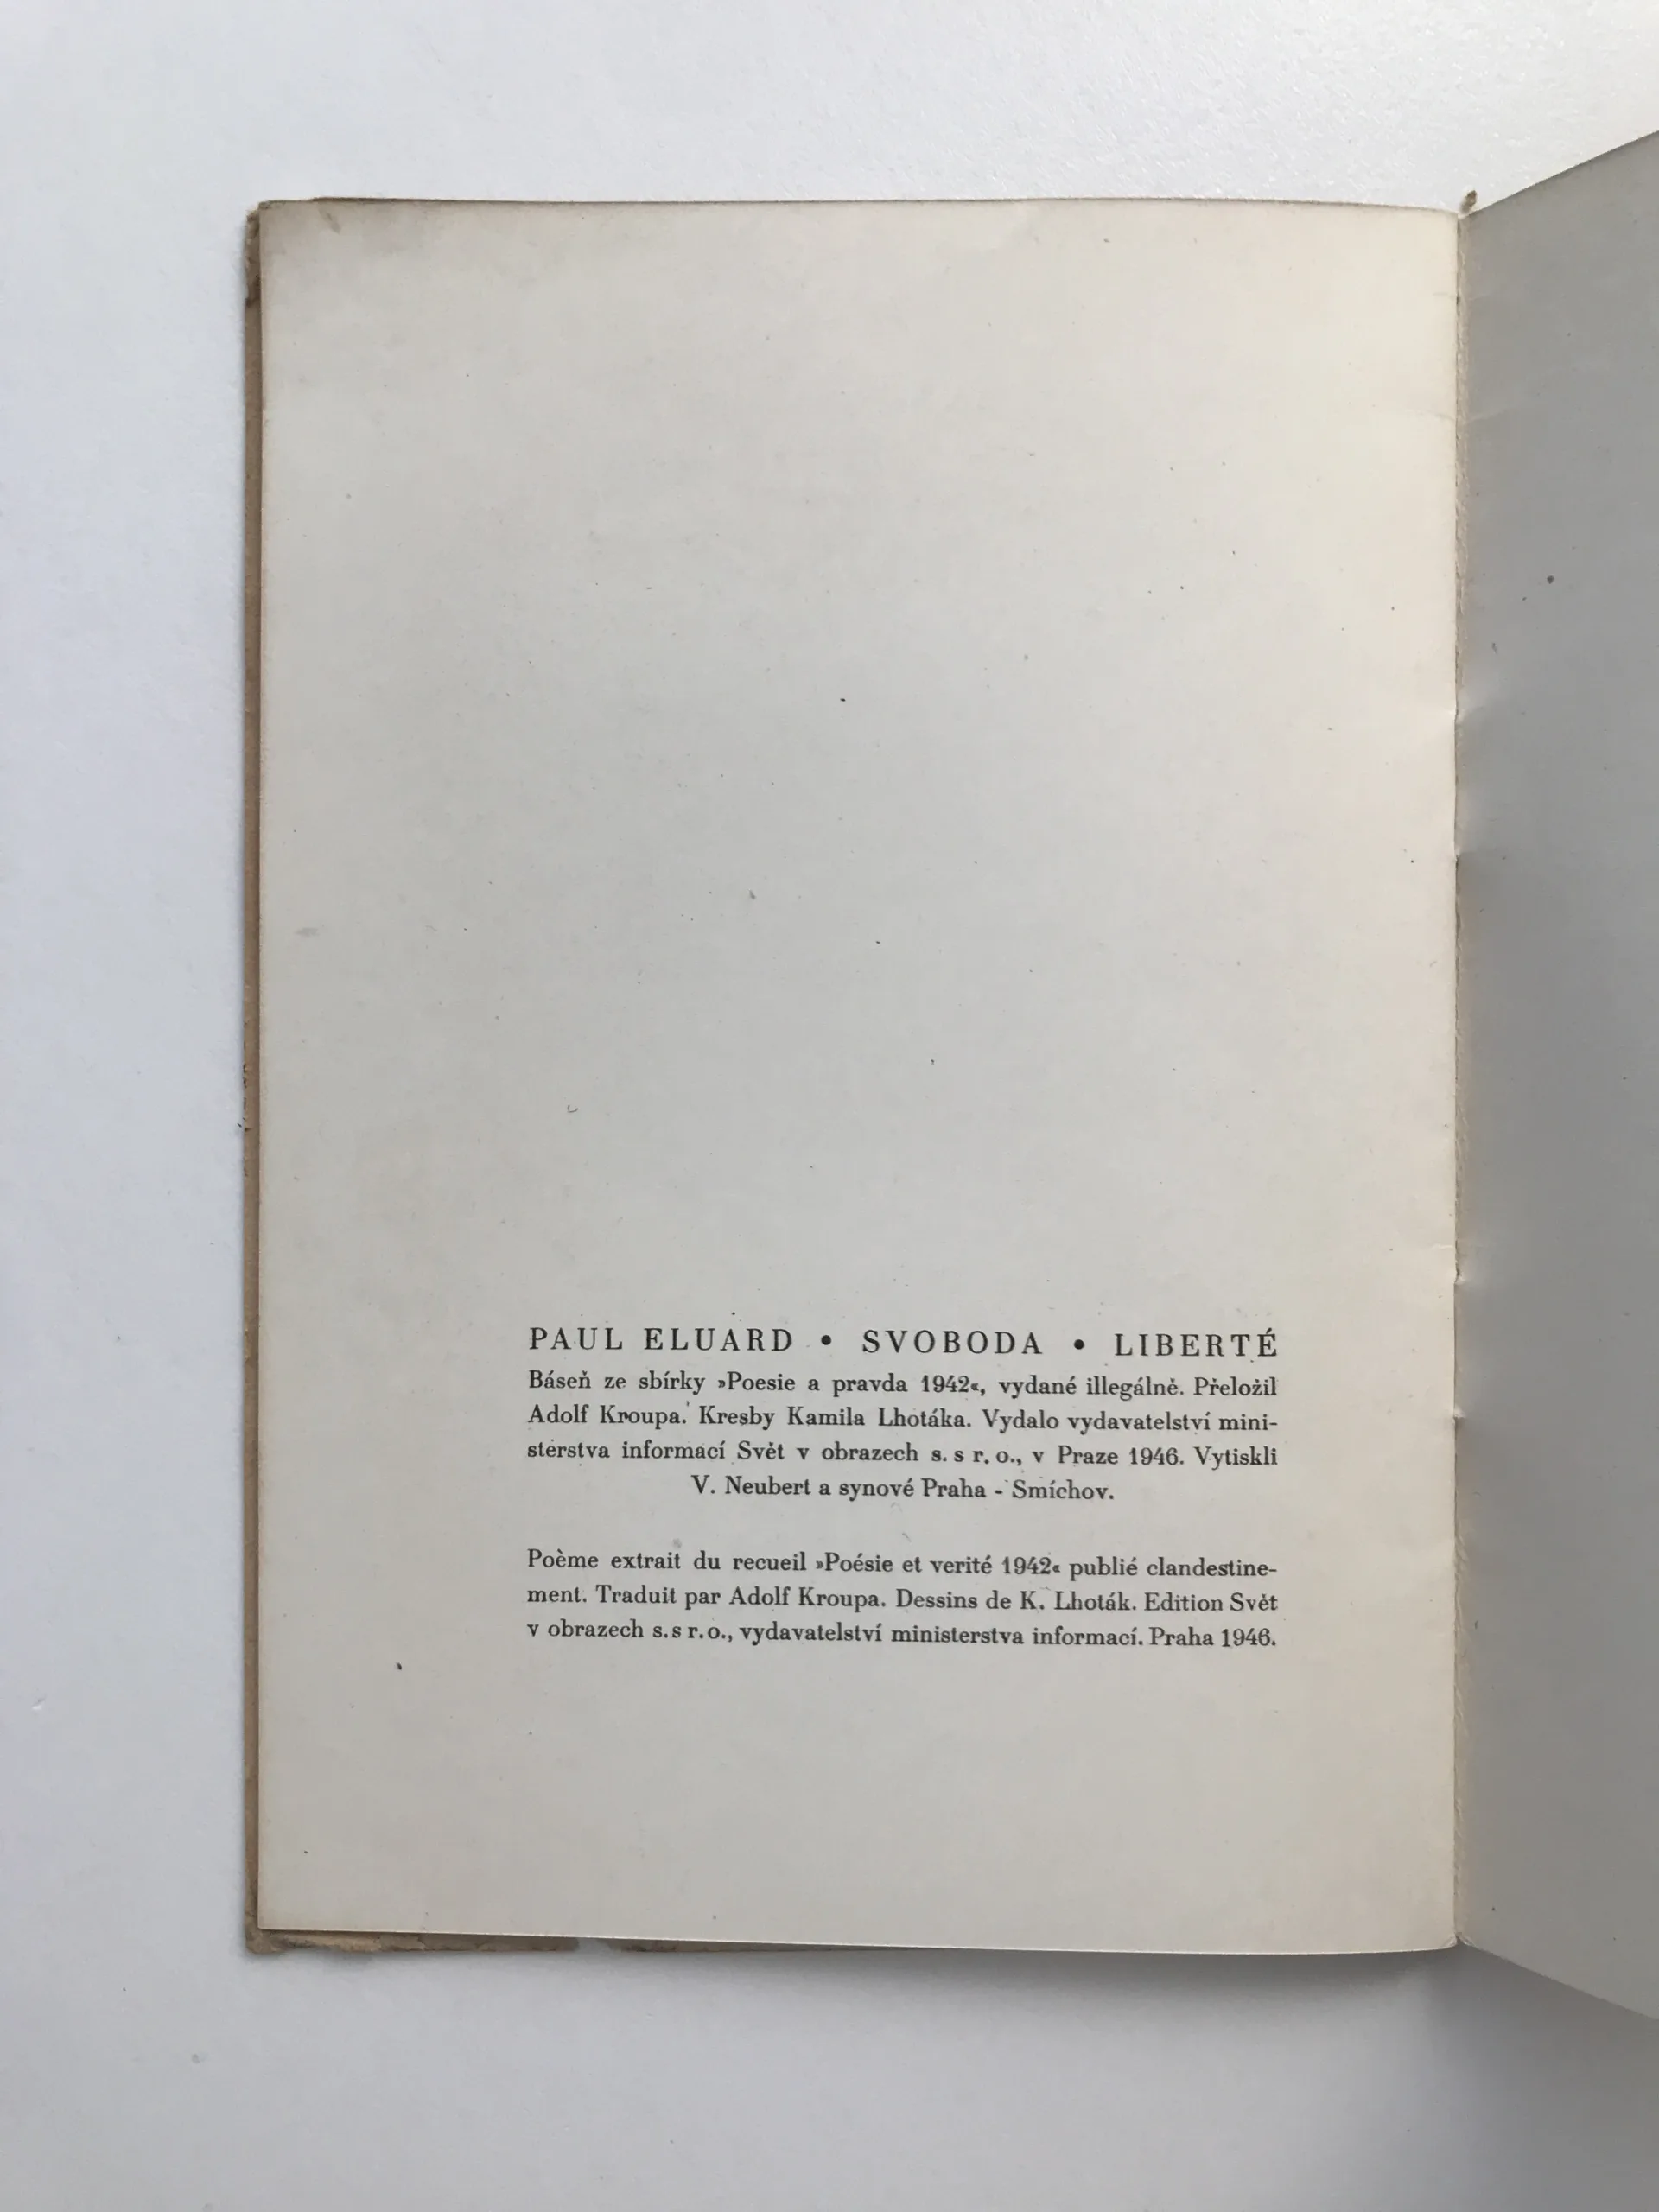 PAUL ELUARD • SVOBODA • LIBERTÉ
Báseň ze sbírky »Poesie a pravda 1942«, vydané illegálně. Přeložil
Adolf Kroupa. Kresby Kamila Lhotáka. Vydalo vydavatelství mini-
sterstva informací Svět v obrazech s. s r. o., v Praze 1946. Vytiskli
V. Neubert a synové Praha - Smíchov.
Poème extrait du recueil »Poésie et verité 1942« publié clandestine-
ment. Traduit par Adolf Kroupa. Dessins de K. Lhoták. Edition Svět
v obrazech s. s r. o., vydavatelství ministerstva informací. Praha 1946.